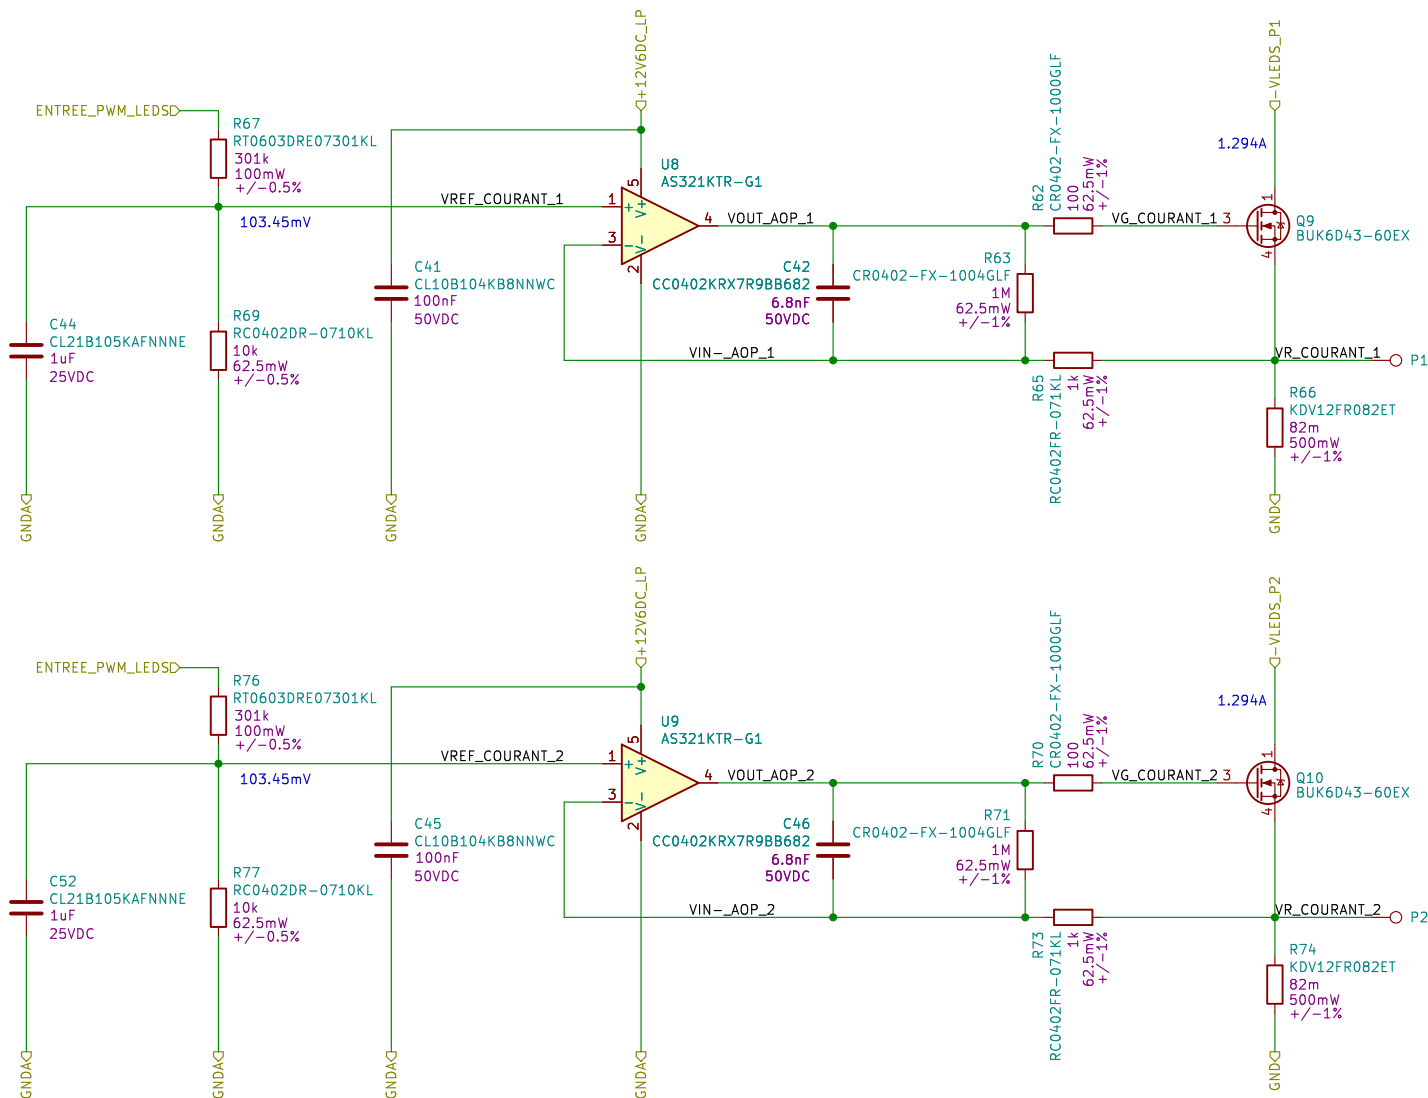 +12V6DC_LP
-VLEDS_P1
ENTREE_PWM_LEDS
R67
RT0603DRE07301KL
301k
100mW
+/-0.5%
103.45mV
VREF_COURANT_1
U8
AS321KTR-G1
1
3
5
2
4
+
-
V+
V-
VOUT_AOP_1
R62
CR0402-FX-1000GLF
100
62.5mW
+/-1%
VG_COURANT_1
1.294A
1
3
4
Q9
BUK6D43-60EX
C41
CL10B104KB8NNWC
100nF
50VDC
C42
CC0402KRX7R9BB682
6.8nF
50VDC
R63
CR0402-FX-1004GLF
1M
62.5mW
+/-1%
C44
CL21B105KAFNNNE
1uF
25VDC
R69
RC0402DR-0710KL
10k
62.5mW
+/-0.5%
VIN-_AOP_1
R65
RC0402FR-071KL
1k
62.5mW
+/-1%
VR_COURANT_1
P1
R66
KDV12FR082ET
82m
500mW
+/-1%
GNDA
GNDA
GNDA
GNDA
GND
+12V6DC_LP
-VLEDS_P2
ENTREE_PWM_LEDS
R76
RT0603DRE07301KL
301k
100mW
+/-0.5%
103.45mV
VREF_COURANT_2
U9
AS321KTR-G1
1
3
5
2
4
+
-
V+
V-
VOUT_AOP_2
R70
CR0402-FX-1000GLF
100
62.5mW
+/-1%
VG_COURANT_2
1.294A
1
3
4
Q10
BUK6D43-60EX
C45
CL10B104KB8NNWC
100nF
50VDC
C46
CC0402KRX7R9BB682
6.8nF
50VDC
R71
CR0402-FX-1004GLF
1M
62.5mW
+/-1%
C52
CL21B105KAFNNNE
1uF
25VDC
R77
RC0402DR-0710KL
10k
62.5mW
+/-0.5%
VIN-_AOP_2
R73
RC0402FR-071KL
1k
62.5mW
+/-1%
VR_COURANT_2
P2
R74
KDV12FR082ET
82m
500mW
+/-1%
GNDA
GNDA
GNDA
GNDA
GND